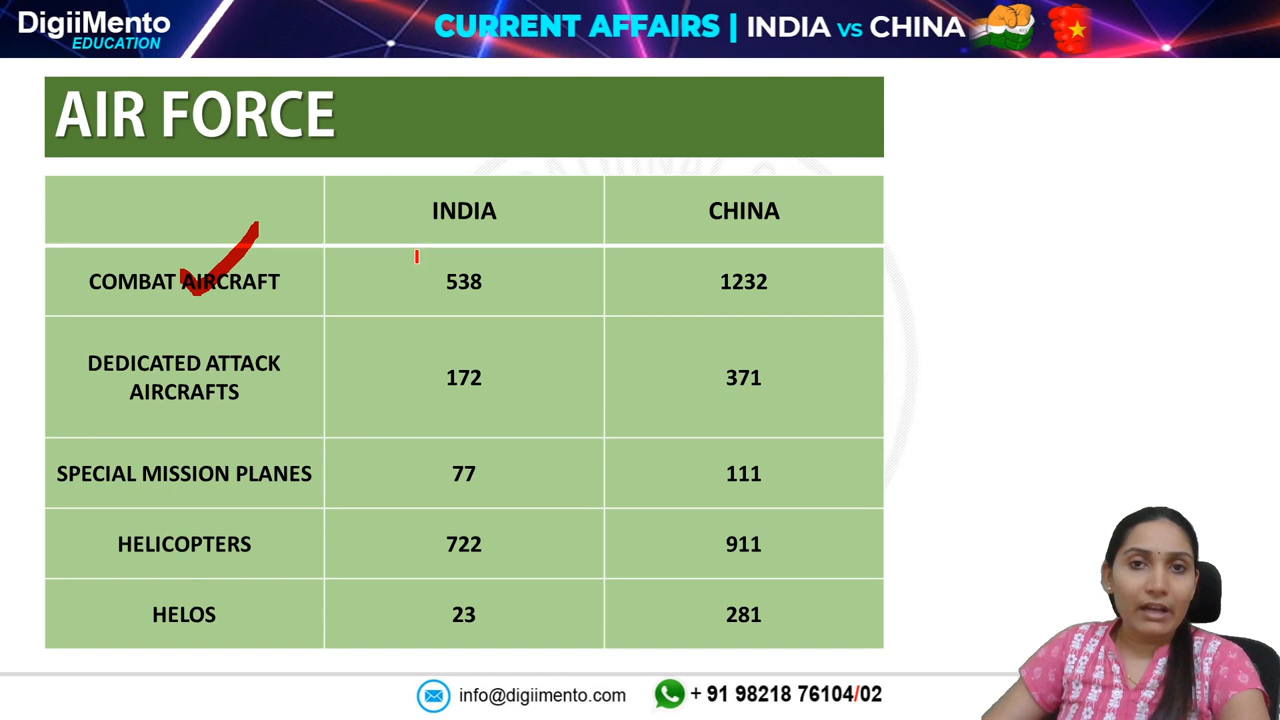 DigiiMento
EDUCATION
CURRENT AFFAIRS | INDIA vs CHINA
AIR FORCE
INDIA CHINA
COMBAT AIRCRAFT 538 1232
DEDICATED ATTACK
AIRCRAFTS 172 371
SPECIAL MISSION PLANES 77 111
HELICOPTERS 722 911
HELOS 23 281
info@digiimento.com + 91 98218 76104/02